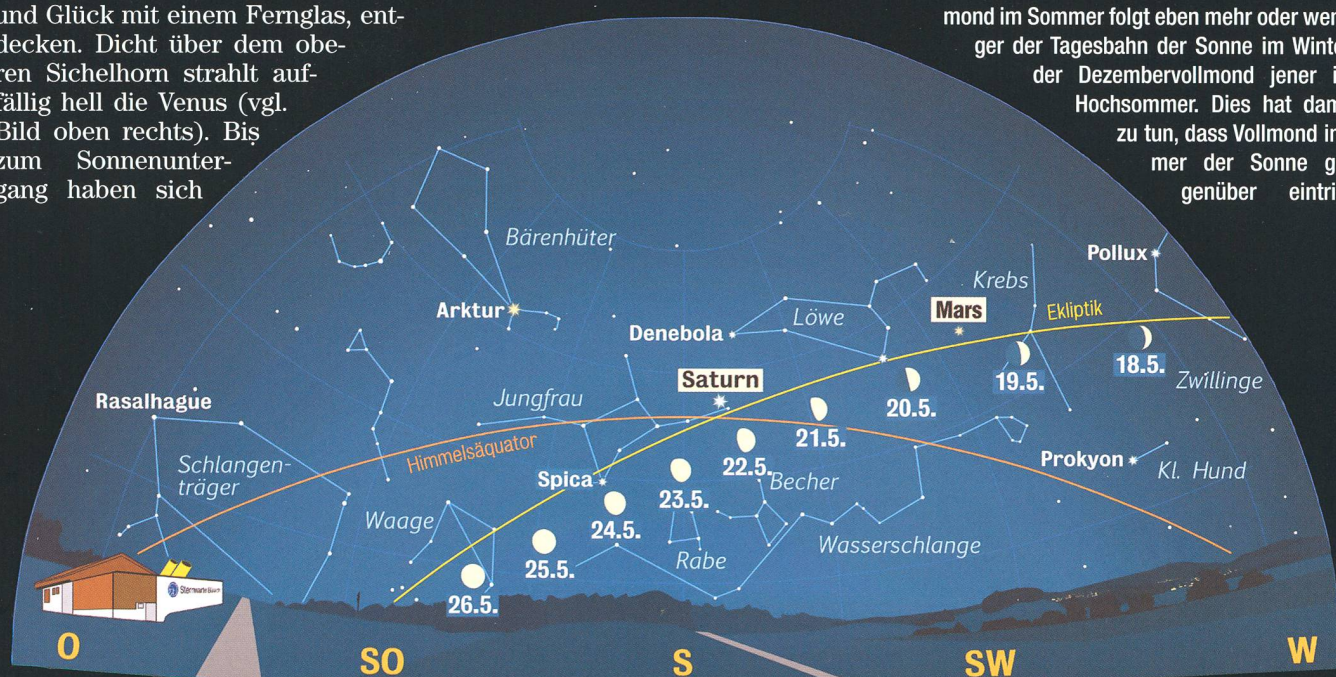 und Glück mit einem Fernglas, ent-
decken. Dicht über dem obe-
ren Sichelhorn strahlt auf-
fällig hell die Venus (vgl.
Bild oben rechts). Bis
zum Sonnenunter-
gang haben sich
mond im Sommer folgt eben mehr oder wen
ger der Tagesbahn der Sonne im Wint
der Dezembervollmond jener i
Hochsommer. Dies hat dam
zu tun, dass Vollmond im
mer der Sonne g
genüber eintri
Bärenhüter
Pollux
Krebs
Arktur
Mars
Ekliptik
Löwe
Denebola
18.5.
19.5.
Zwillinge
Saturn
Jungfrau
20.5.
Rasalhague
21.5.
Himmelsäquator
Schlangen-
träger
Spica
22.5.
Becher
Prokyon
Kl. Hund
23.5.
Waage
24.5.
Rabe
Wasserschlange
25.5.
Sternwarte
26.5.
O
SO
S
SW
W